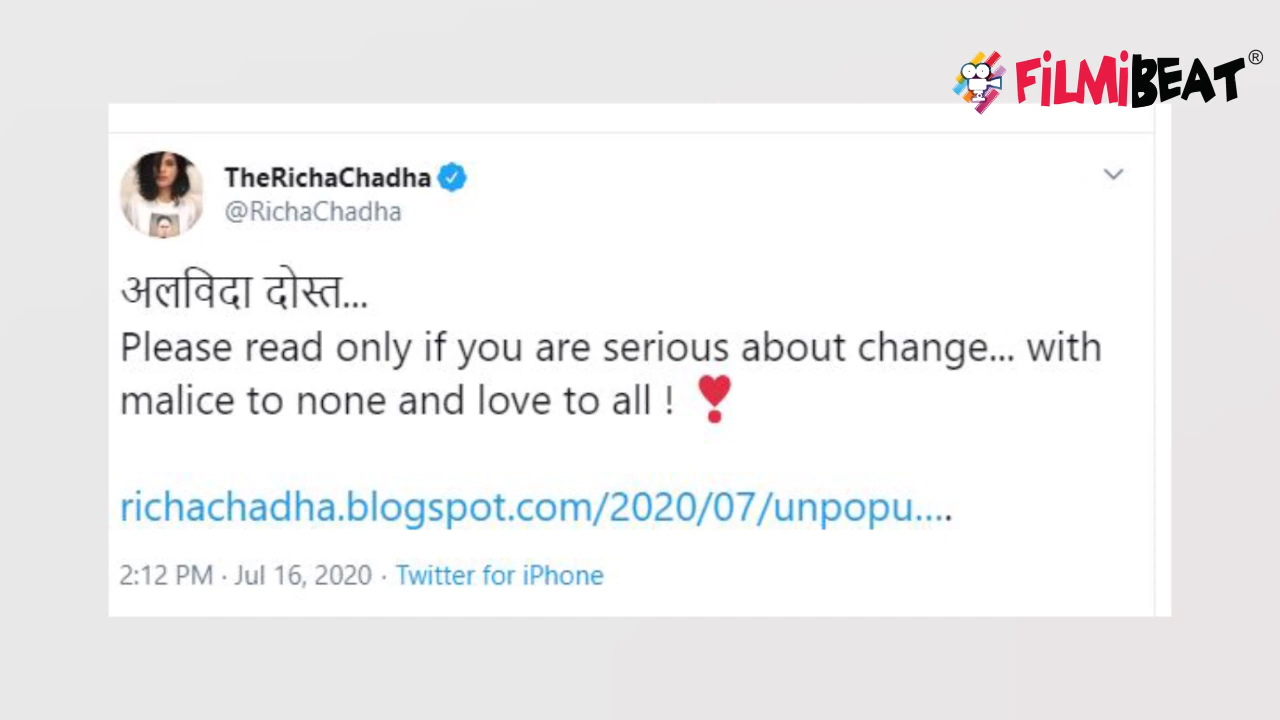 FiLMiBEAT®
TheRichaChadha
@RichaChadha
अलविदा दोस्त...
Please read only if you are serious about change... with
malice to none and love to all ! ❣
richachadha.blogspot.com/2020/07/unpopu....
2:12 PM · Jul 16, 2020 · Twitter for iPhone